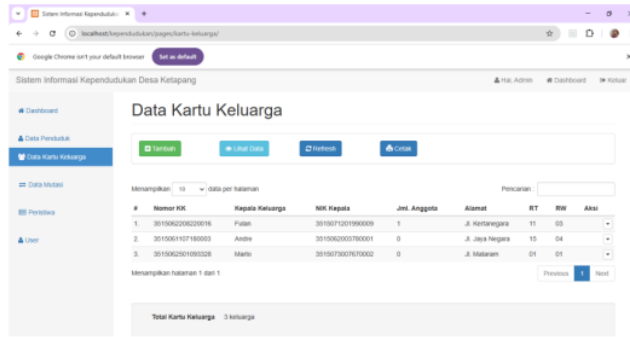 Sistem Informasi Kependuduk
localhost/kependudukan/pages/kartu-keluarga/
Google Chrome isn't your default browser Set as default
Sistem Informasi Kependudukan Desa Ketapang Hai, Admin Dashboard Keluar
Dashboard
Data Kartu Keluarga
Data Penduduk
Tambah Lihat Data Refresh Cetak
Data Kartu Keluarga
Data Mutasi
Menampilkan 10 data per halaman Pencarian :
# Nomor KK Kepala Keluarga NIK Kepala Jml. Anggota Alamat RT RW Aksi
Peristiwa
1. 3515062208220016 Fulan 3515071201990009 1 Jl. Kertanegara 11 03
User
2. 3515061107180003 Andre 3515062003780001 0 Jl. Jaya Negara 15 04
3. 3515062501093328 Marto 3515073007670002 0 Jl. Mataram 01 01
Menampilkan halaman 1 dari 1 Previous 1 Next
Total Kartu Keluarga 3 keluarga